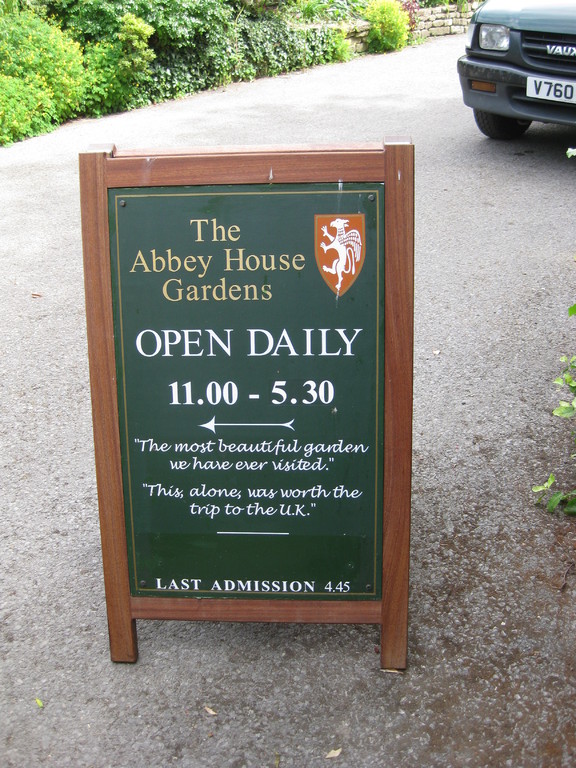 VAUX
V760
The
Abbey House
Gardens
OPEN DAILY
11.00 - 5.30
"The most beautiful garden
we have ever visited."
"This, alone, was worth the
trip to the U.K."
LAST ADMISSION 4.45